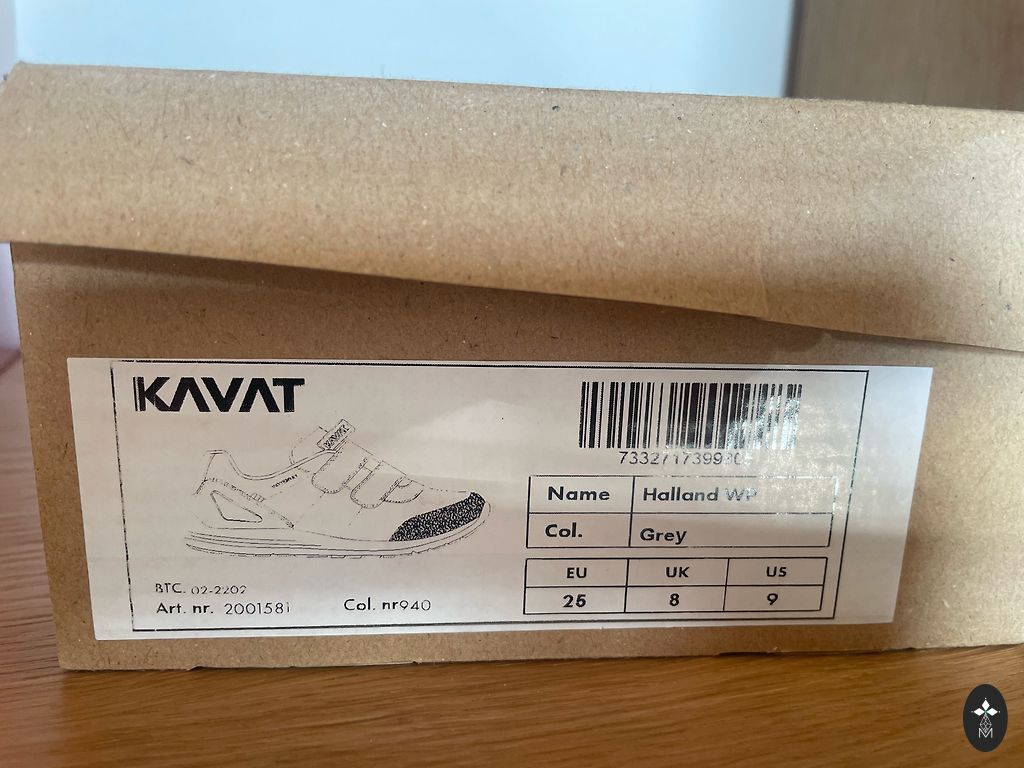 KAVAT
Name Halland WP
Col. Grey
EU UK US
25 8 9
BTC. 02-2202
Art. nr. 2001581 Col. nr940
M